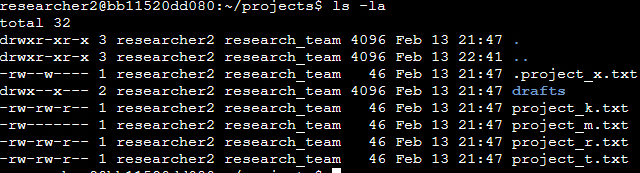 researcher2@bb11520dd080:~/projects$ ls -la
total 32
drwxr-xr-x 3 researcher2 research_team 4096 Feb 13 21:47 .
drwxr-xr-x 3 researcher2 research_team 4096 Feb 13 22:41 ..
-rw--w---- 1 researcher2 research_team   46 Feb 13 21:47 .project_x.txt
drwx--x--- 2 researcher2 research_team 4096 Feb 13 21:47 drafts
-rw-rw-r-- 1 researcher2 research_team   46 Feb 13 21:47 project_k.txt
-rw------- 1 researcher2 research_team   46 Feb 13 21:47 project_m.txt
-rw-rw-r-- 1 researcher2 research_team   46 Feb 13 21:47 project_r.txt
-rw-rw-r-- 1 researcher2 research_team   46 Feb 13 21:47 project_t.txt
researcher2@bb11520dd080:~/projects$